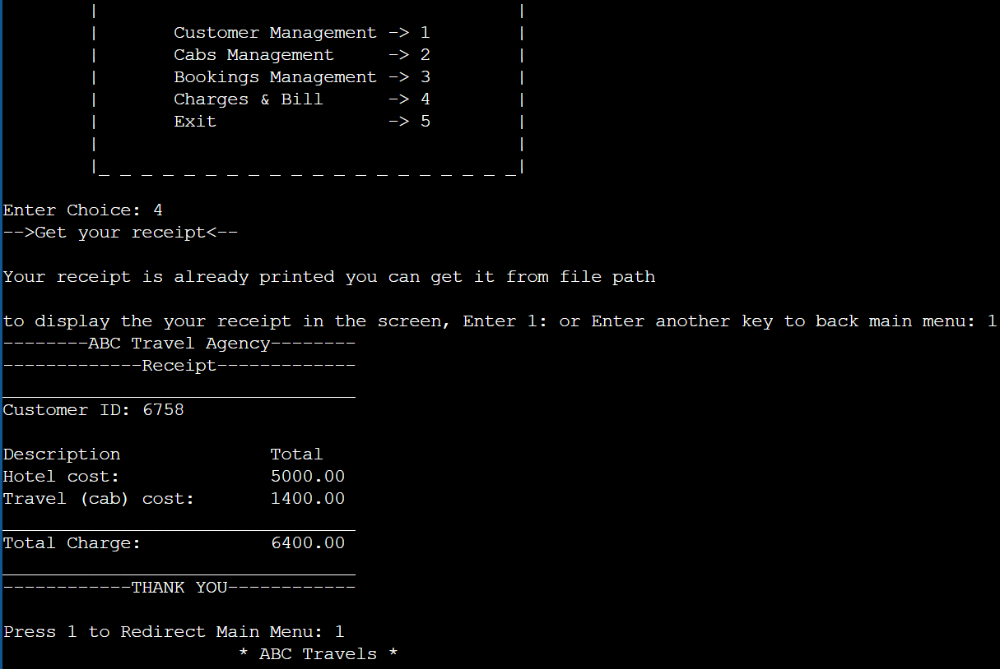 |                                       |
|       Customer Management -> 1        |
|       Cabs Management     -> 2        |
|       Bookings Management -> 3        |
|       Charges & Bill      -> 4        |
|       Exit                -> 5        |
|                                       |
|_ _ _ _ _ _ _ _ _ _ _ _ _ _ _ _ _ _ _ _|
Enter Choice: 4
-->Get your receipt<--
Your receipt is already printed you can get it from file path
to display the your receipt in the screen, Enter 1: or Enter another key to back main menu: 1
--------ABC Travel Agency--------
-------------Receipt-------------
_________________________________
Customer ID: 6758
Description              Total
Hotel cost:              5000.00
Travel (cab) cost:       1400.00
_________________________________
Total Charge:            6400.00
_________________________________
------------THANK YOU------------
Press 1 to Redirect Main Menu: 1
* ABC Travels *